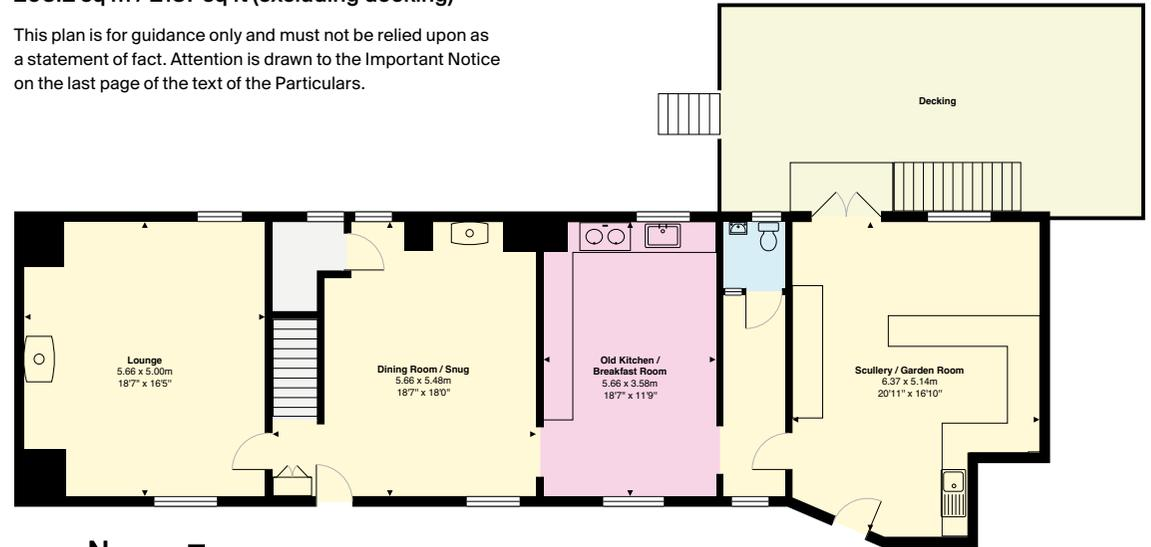 This plan is for guidance only and must not be relied upon as
a statement of fact. Attention is drawn to the Important Notice
on the last page of the text of the Particulars.
Decking
Lounge
5.66 x 5.00m
18'7" x 16'5"
Dining Room / Snug
5.66 x 5.48m
18'7" x 18'0"
Old Kitchen /
Breakfast Room
5.66 x 3.58m
18'7" x 11'9"
Scullery / Garden Room
6.37 x 5.14m
20'11" x 16'10"